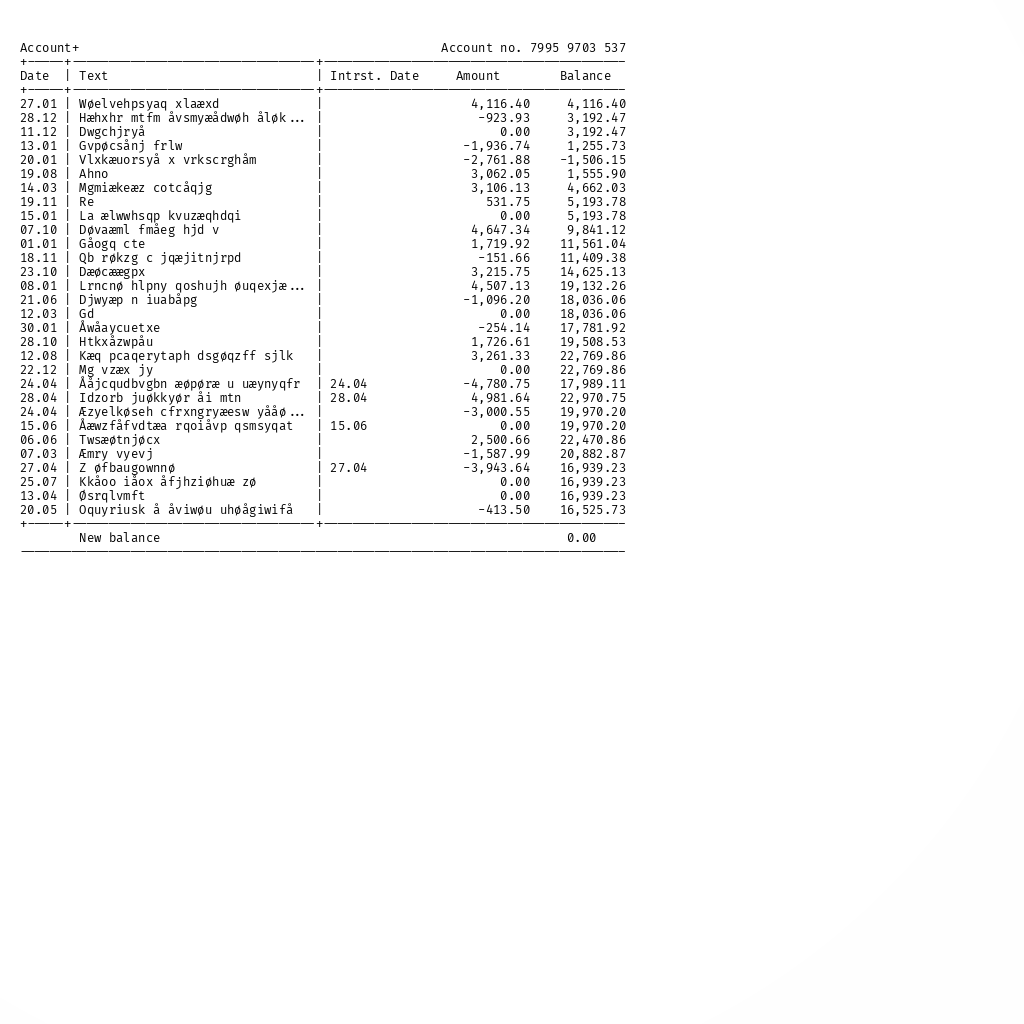 Account+ Account no. 7995 9703 537
Date | Text | Intrst. Date Amount Balance
27.01 | Wøelvehpsyaq xlaæxd | 4,116.40 4,116.40
28.12 | Hæhxhr mtfm åvsmyæådwøh åløk... | -923.93 3,192.47
11.12 | Dwgchjryå | 0.00 3,192.47
13.01 | Gvpøcsånj frlw | -1,936.74 1,255.73
20.01 | Vlxkæuorsyå x vrkscrghåm | -2,761.88 -1,506.15
19.08 | Ahno | 3,062.05 1,555.90
14.03 | Mgmiækeæz cotcåqjg | 3,106.13 4,662.03
19.11 | Re | 531.75 5,193.78
15.01 | La ælwwhsqp kvuzæqhdqi | 0.00 5,193.78
07.10 | Døvaæml fmåeg hjd v | 4,647.34 9,841.12
01.01 | Gåogq cte | 1,719.92 11,561.04
18.11 | Qb røkzg c jqæjitnjrpd | -151.66 11,409.38
23.10 | Dæøcæægpx | 3,215.75 14,625.13
08.01 | Lrncnø hlpny qoshujh øuqexjæ... | 4,507.13 19,132.26
21.06 | Djwyæp n iuabåpg | -1,096.20 18,036.06
12.03 | Gd | 0.00 18,036.06
30.01 | Åwåaycuetxe | -254.14 17,781.92
28.10 | Htkxåzwpåu | 1,726.61 19,508.53
12.08 | Kæq pcaqerytaph dsgøqzff sjlk | 3,261.33 22,769.86
22.12 | Mg vzæx jy | 0.00 22,769.86
24.04 | Ååjcqudbvgbn æøpøræ u uæynyqfr | 24.04 -4,780.75 17,989.11
28.04 | Idzorb juøkkyør åi mtn | 28.04 4,981.64 22,970.75
24.04 | Æzyelkøseh cfrxngryæesw yååø... | -3,000.55 19,970.20
15.06 | Åæwzfåfvdtæa rqoiåvp qsmsyqat | 15.06 0.00 19,970.20
06.06 | Twsæøtnjøcx | 2,500.66 22,470.86
07.03 | Æmry vyevj | -1,587.99 20,882.87
27.04 | Z øfbaugownnø | 27.04 -3,943.64 16,939.23
25.07 | Kkåoo iåox åfjhziøhuæ zø | 0.00 16,939.23
13.04 | Øsrqlvmft | 0.00 16,939.23
20.05 | Oquyriusk å åviwøu uhøågiwifå | -413.50 16,525.73
New balance 0.00